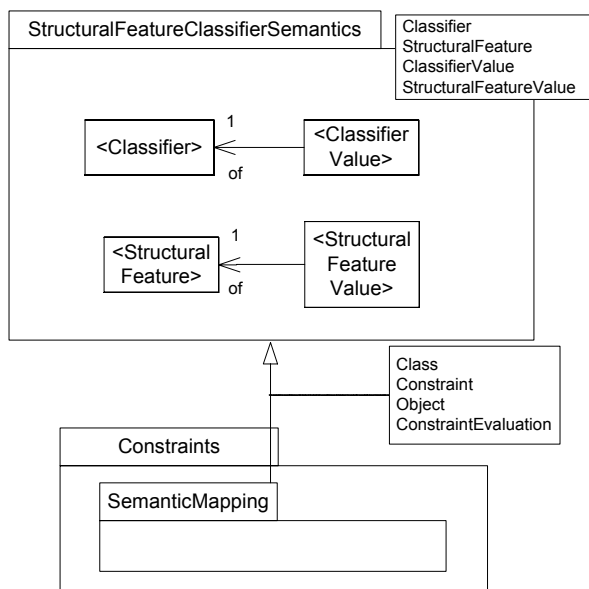 StructuralFeatureClassifierSemantics
Classifier
StructuralFeature
ClassifierValue
StructuralFeatureValue
<Classifier>
1
of
<Classifier
Value>
<Structural
Feature>
1
of
<Structural
Feature
Value>
Class
Constraint
Object
ConstraintEvaluation
Constraints
SemanticMapping